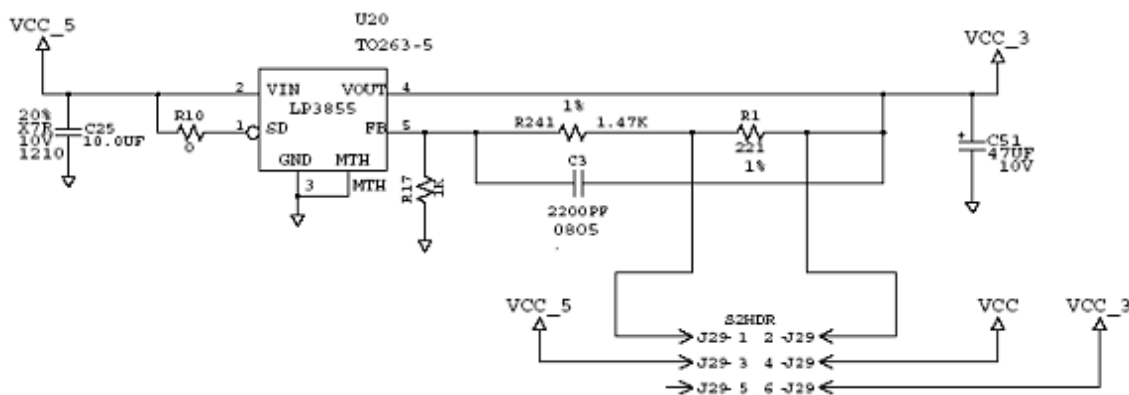 U20
TO263-5
VCC_5
VCC_3
2 VIN VOUT 4
LP3855
1 SD FB 5
GND MTH
3 MTH
20%
X7R
10V
1210
C25
10.0UF
R10
0
R17
1K
1%
R241 1.47K
R1
221
1%
C3
2200PF
0805
+ C51
47UF
10V
VCC_5
VCC
VCC_3
S2HDR
J29- 1 2 -J29
J29- 3 4 -J29
J29- 5 6 -J29